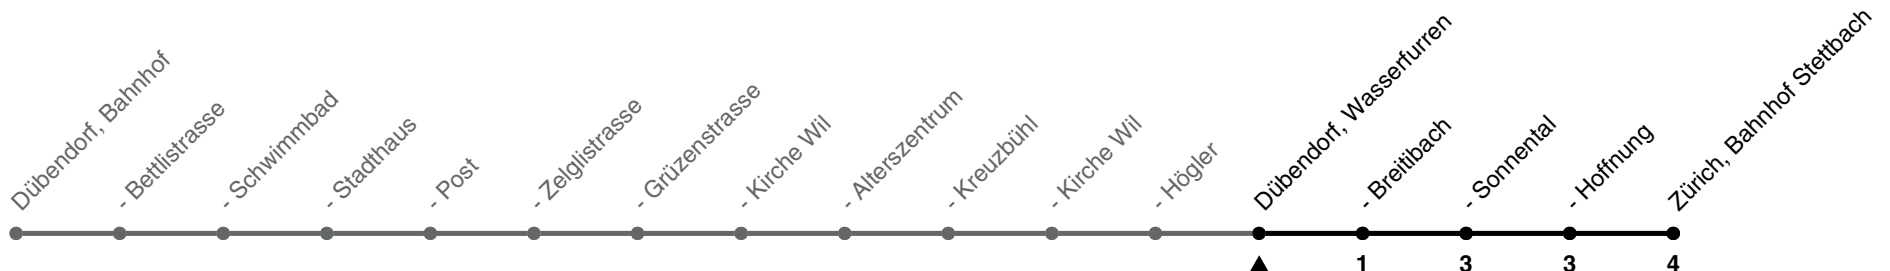 Dübendorf, Bahnhof
- Bettlistrasse
- Schwimmbad
- Stadthaus
- Post
- Zelglistrasse
- Grüzenstrasse
- Kirche Wil
- Alterszentrum
- Kreuzbühl
- Kirche Wil
- Högler
Dübendorf, Wasserfurren
- Breitibach
- Sonnental
- Hoffnung
Zürich, Bahnhof Stettbach
1 3 3 4